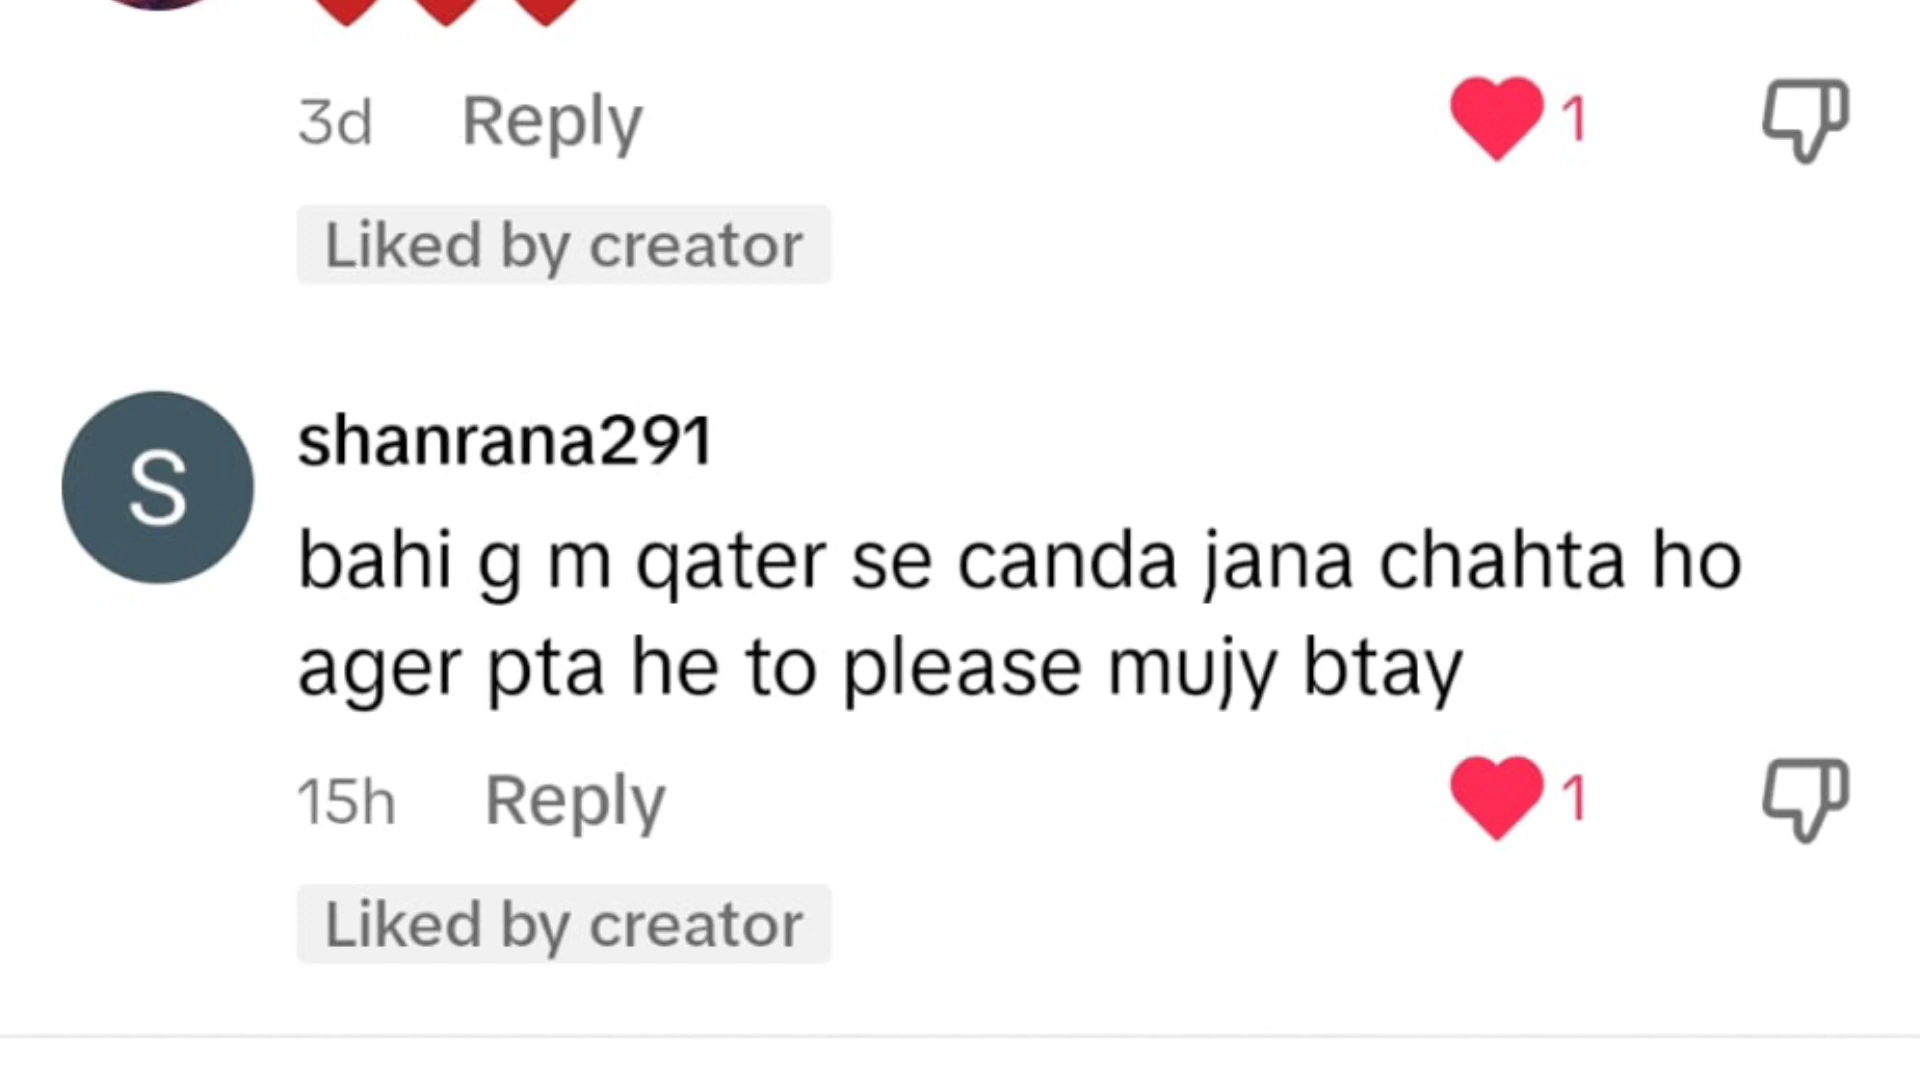 3d Reply 1
Liked by creator
S
shanrana291
bahi g m qater se canda jana chahta ho
ager pta he to please mujy btay
15h Reply 1
Liked by creator